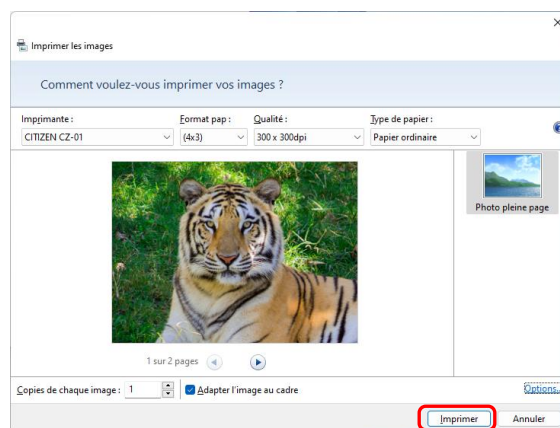 Imprimer les images
Comment voulez-vous imprimer vos images ?
Imprimante : Format pap : Qualité : Type de papier :
CITIZEN CZ-01 (4x3) 300 x 300dpi Papier ordinaire
Photo pleine page
1 sur 2 pages
Copies de chaque image : 1 Adapter l'image au cadre Options...
Imprimer Annuler